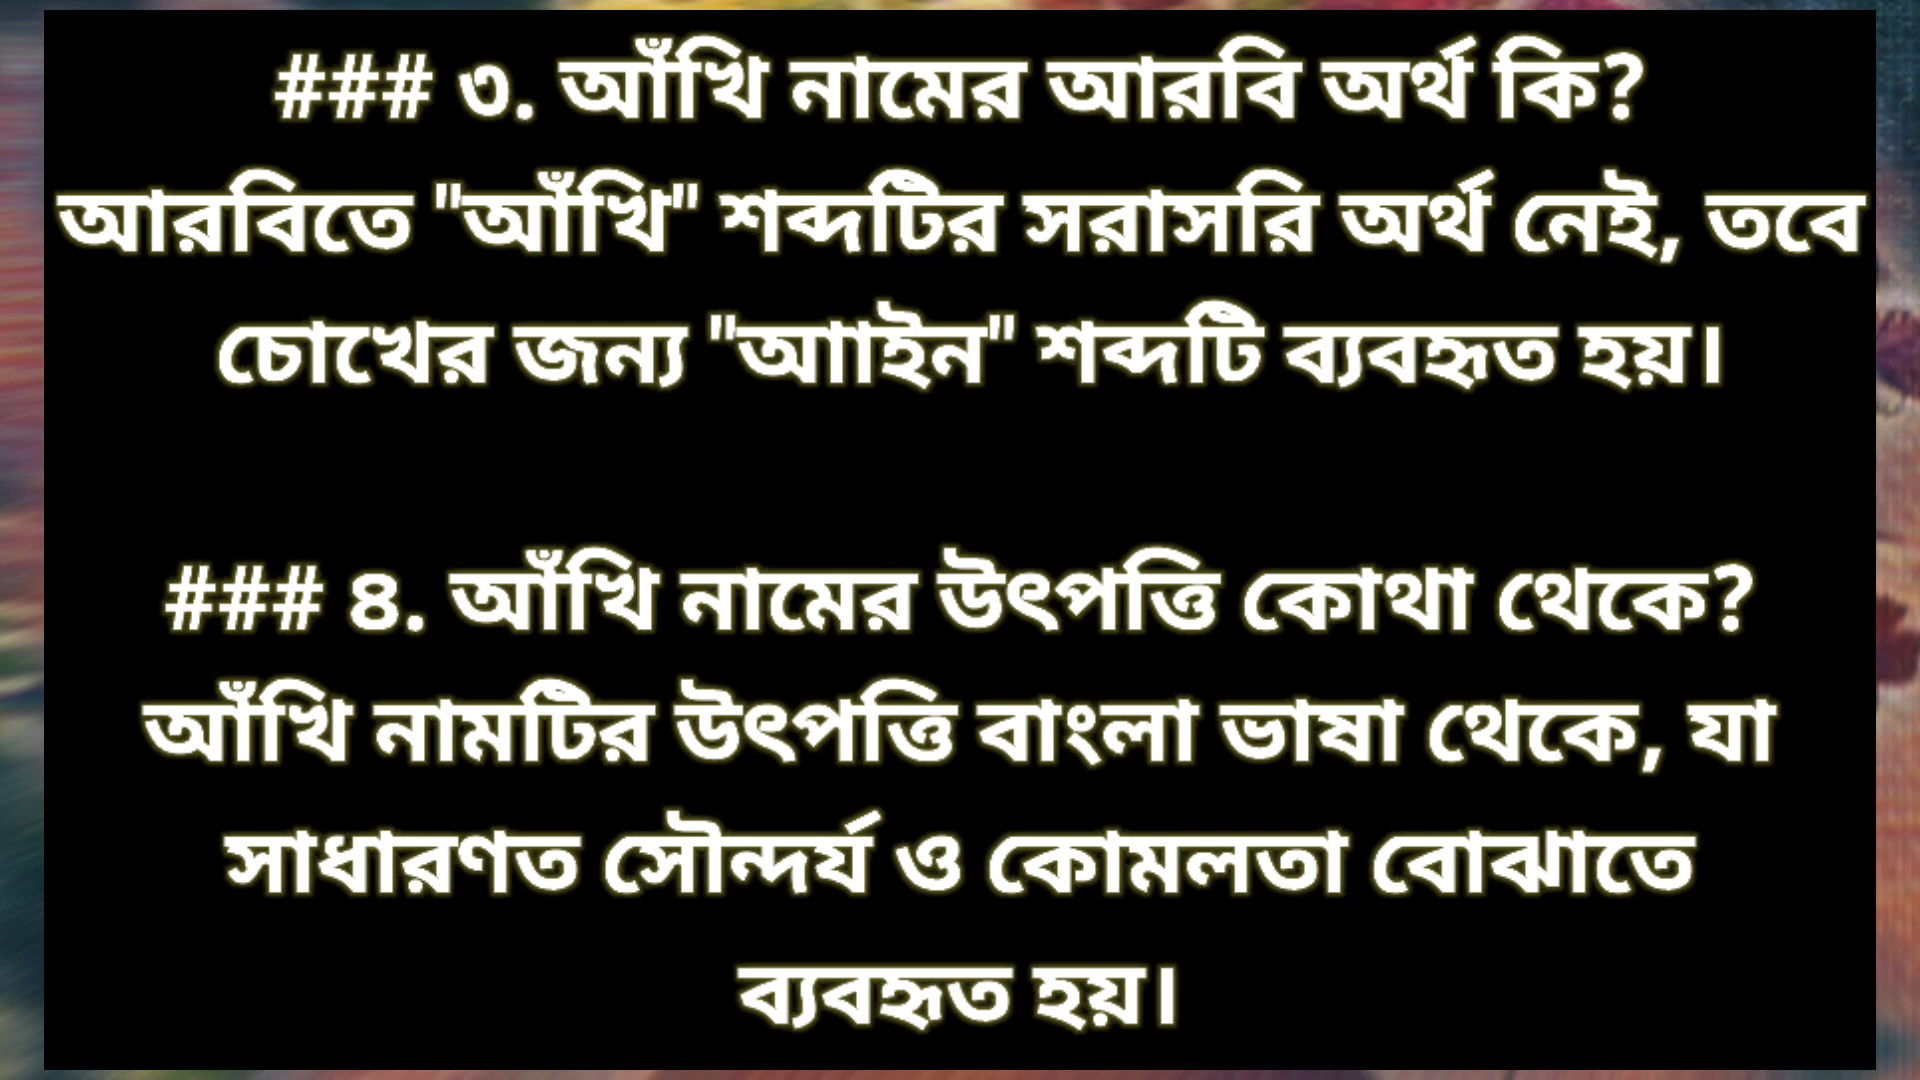 ### ৩. আঁখি নামের আরবি অর্থ কি?
আরবিতে "আঁখি" শব্দটির সরাসরি অর্থ নেই, তবে
চোখের জন্য "আাইন" শব্দটি ব্যবহৃত হয়।
### ৪. আঁখি নামের উৎপত্তি কোথা থেকে?
আঁখি নামটির উৎপত্তি বাংলা ভাষা থেকে, যা
সাধারণত সৌন্দর্য ও কোমলতা বোঝাতে
ব্যবহৃত হয়।